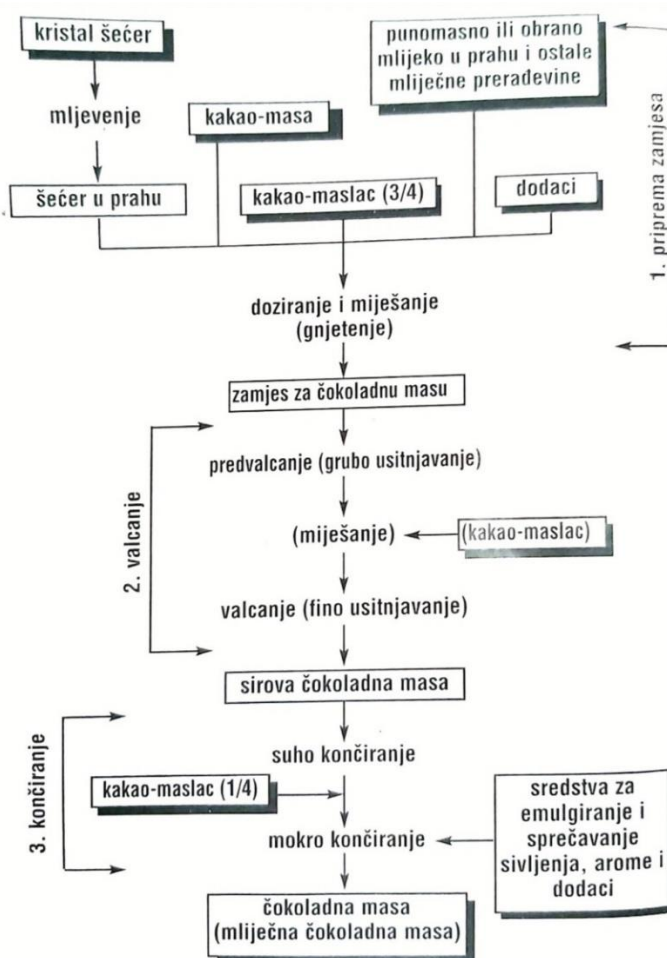 kristal šećer
mljevenje
šećer u prahu
kakao-masa
kakao-maslac (3/4)
punomasno ili obrano
mlijeko u prahu i ostale
mliječne prerađevine
dodaci
1. priprema zamjesa
doziranje i miješanje
(gnjetenje)
zamjes za čokoladnu masu
2. valcanje
predvalcanje (grubo usitnjavanje)
(miješanje)
(kakao-maslac)
valcanje (fino usitnjavanje)
sirova čokoladna masa
3. končiranje
suho končiranje
kakao-maslac (1/4)
mokro končiranje
sredstva za
emulgiranje i
sprečavanje
sivljenja, arome i
dodaci
čokoladna masa
(mliječna čokoladna masa)